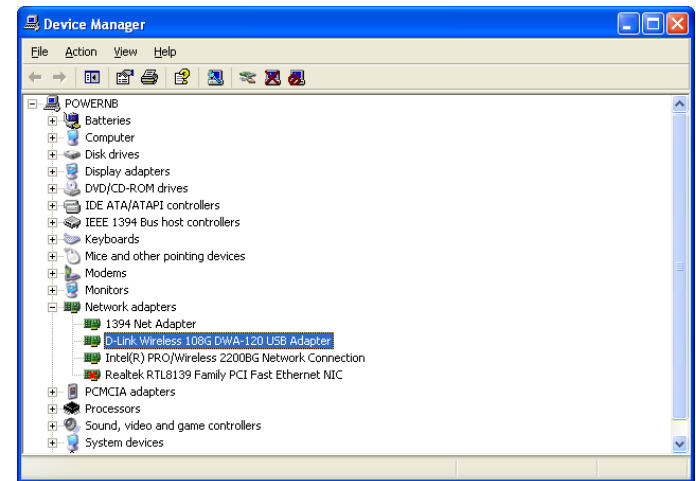 Device Manager
File Action View Help
POWERNB
Batteries
Computer
Disk drives
Display adapters
DVD/CD-ROM drives
IDE ATA/ATAPI controllers
IEEE 1394 Bus host controllers
Keyboards
Mice and other pointing devices
Modems
Monitors
Network adapters
1394 Net Adapter
D-Link Wireless 108G DWA-120 USB Adapter
Intel(R) PRO/Wireless 2200BG Network Connection
Realtek RTL8139 Family PCI Fast Ethernet NIC
PCMCIA adapters
Processors
Sound, video and game controllers
System devices